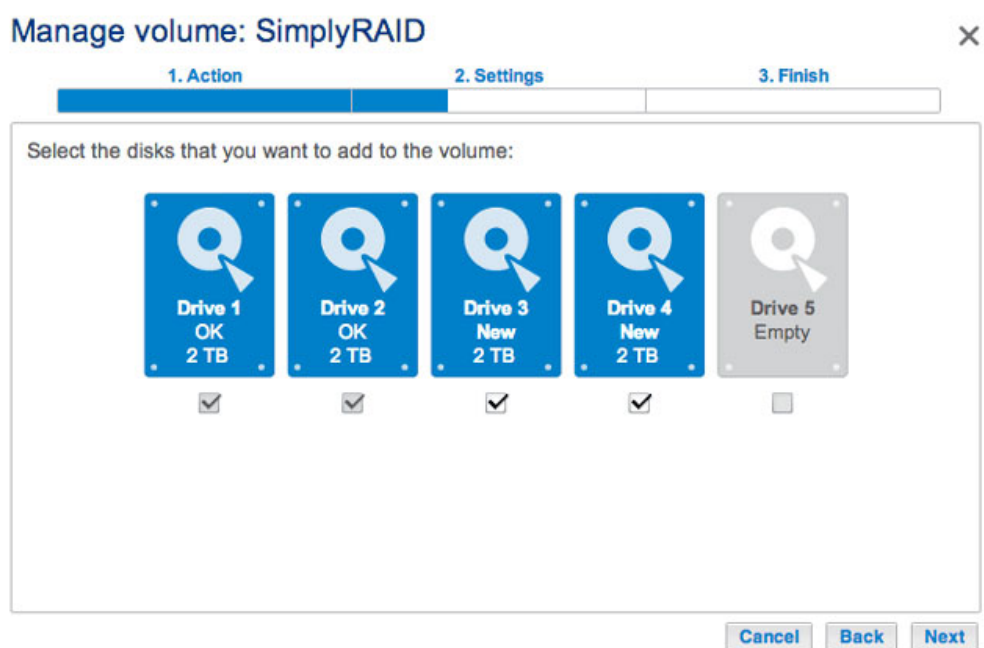 Manage volume: SimplyRAID
1. Action
2. Settings
3. Finish
Select the disks that you want to add to the volume:
Drive 1
OK
2 TB
Drive 2
OK
2 TB
Drive 3
New
2 TB
Drive 4
New
2 TB
Drive 5
Empty
Cancel
Back
Next